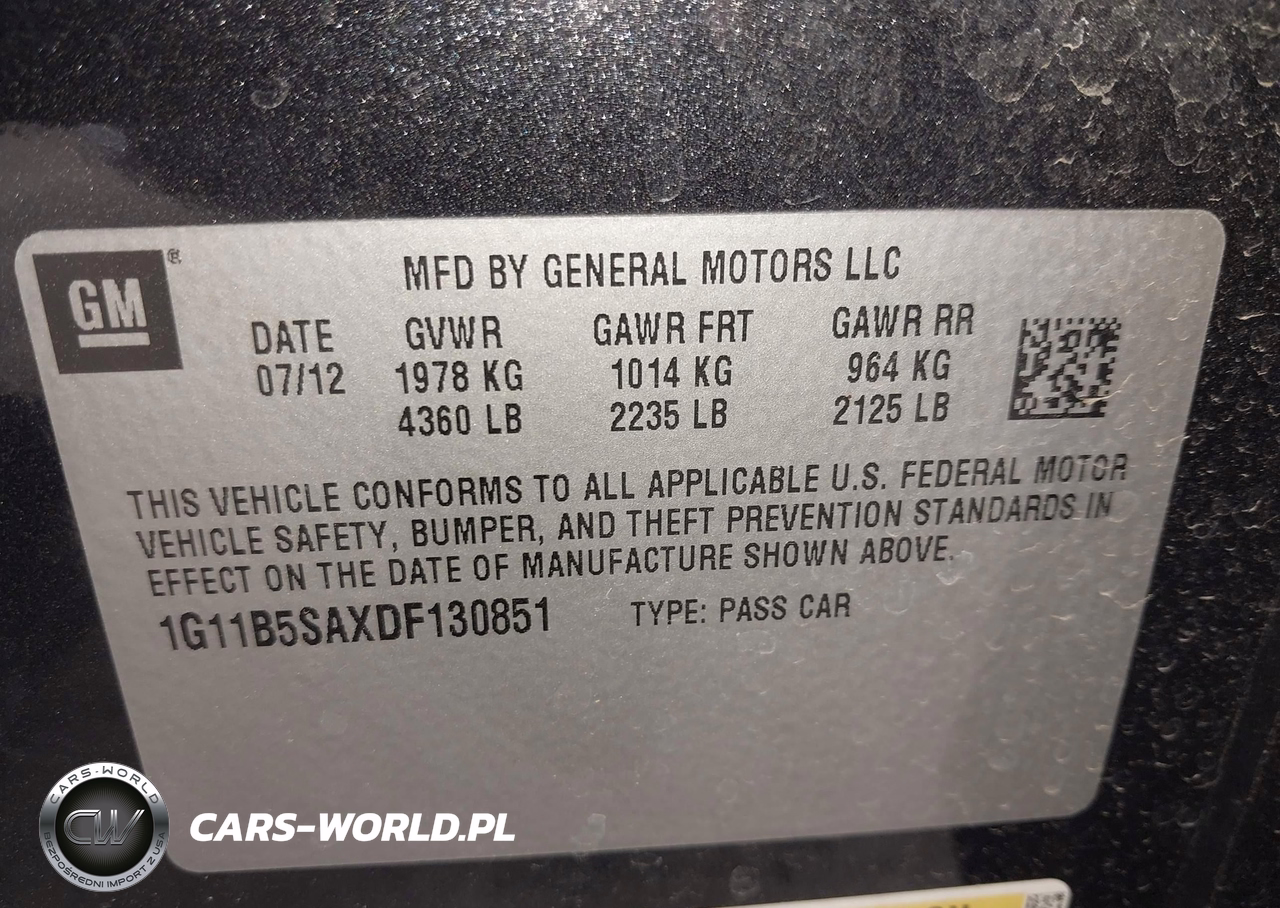 GM ®
MFD BY GENERAL MOTORS LLC
DATE GVWR GAWR FRT GAWR RR
07/12 1978 KG 1014 KG 964 KG
4360 LB 2235 LB 2125 LB
THIS VEHICLE CONFORMS TO ALL APPLICABLE U.S. FEDERAL MOTOR
VEHICLE SAFETY, BUMPER, AND THEFT PREVENTION STANDARDS IN
EFFECT ON THE DATE OF MANUFACTURE SHOWN ABOVE.
1G11B5SAXDF130851 TYPE: PASS CAR
CARS-WORLD
CW
BEZPOŚREDNI IMPORT Z USA
CARS-WORLD.PL